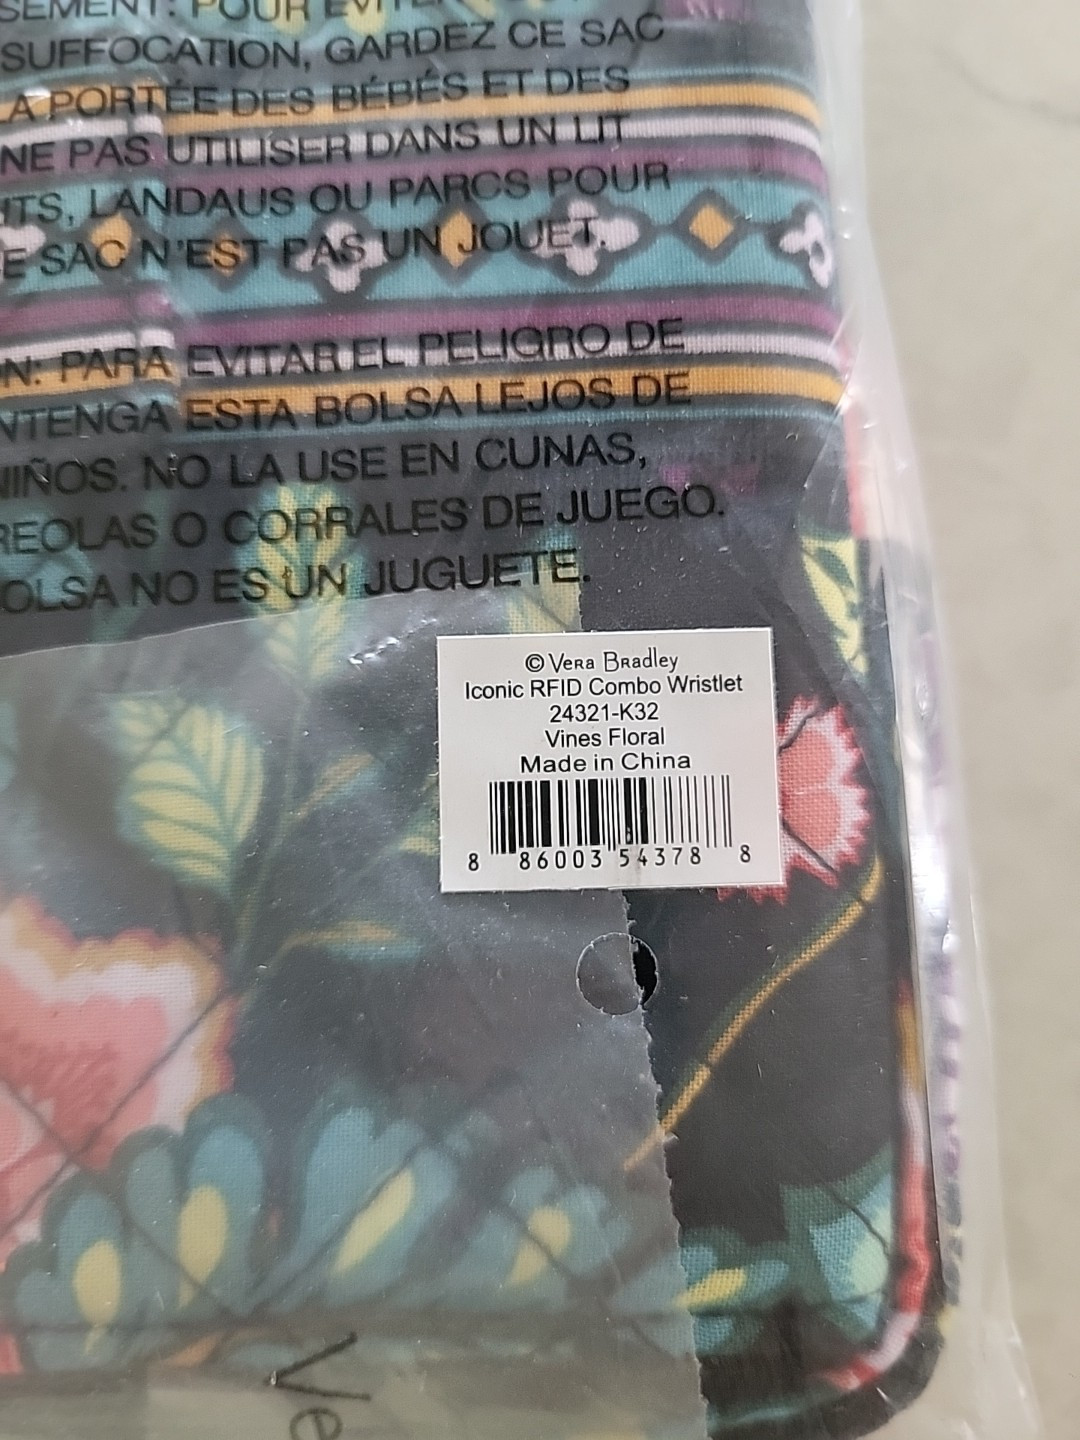 SEMENT: POUR ÉVITER
SUFFOCATION, GARDEZ CE SAC
LA PORTÉE DES BÉBÉS ET DES
NE PAS UTILISER DANS UN LIT
ITS, LANDAUS OU PARCS POUR
E SAC N'EST PAS UN JOUET.
N: PARA EVITAR EL PELIGRO DE
NTENGA ESTA BOLSA LEJOS DE
NIÑOS. NO LA USE EN CUNAS,
REOLAS O CORRALES DE JUEGO.
OLSA NO ES UN JUGUETE.
© VERA BRADLEY
Iconic RFID Combo Wristlet
24321-K32
Vines Floral
Made in China
8 86003 54378 8
Ve